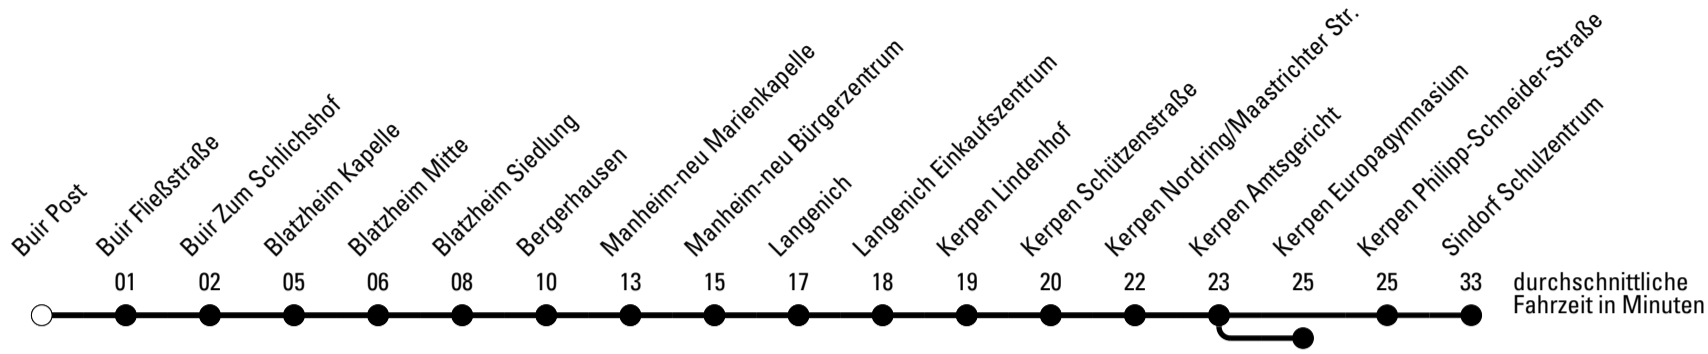 Buir Post
Buir Fließstraße
Buir Zum Schlichshof
Blatzheim Kapelle
Blatzheim Mitte
Blatzheim Siedlung
Bergerhausen
Manheim-neu Marienkapelle
Manheim-neu Bürgerzentrum
Langenich
Langenich Einkaufszentrum
Kerpen Lindenhof
Kerpen Schützenstraße
Kerpen Nordring/Maastrichter Str.
Kerpen Amtsgericht
Kerpen Europagymnasium
Kerpen Philipp-Schneider-Straße
Sindorf Schulzentrum
01 02 05 06 08 10 13 15 17 18 19 20 22 23 25 25 33 durchschnittliche
Fahrzeit in Minuten